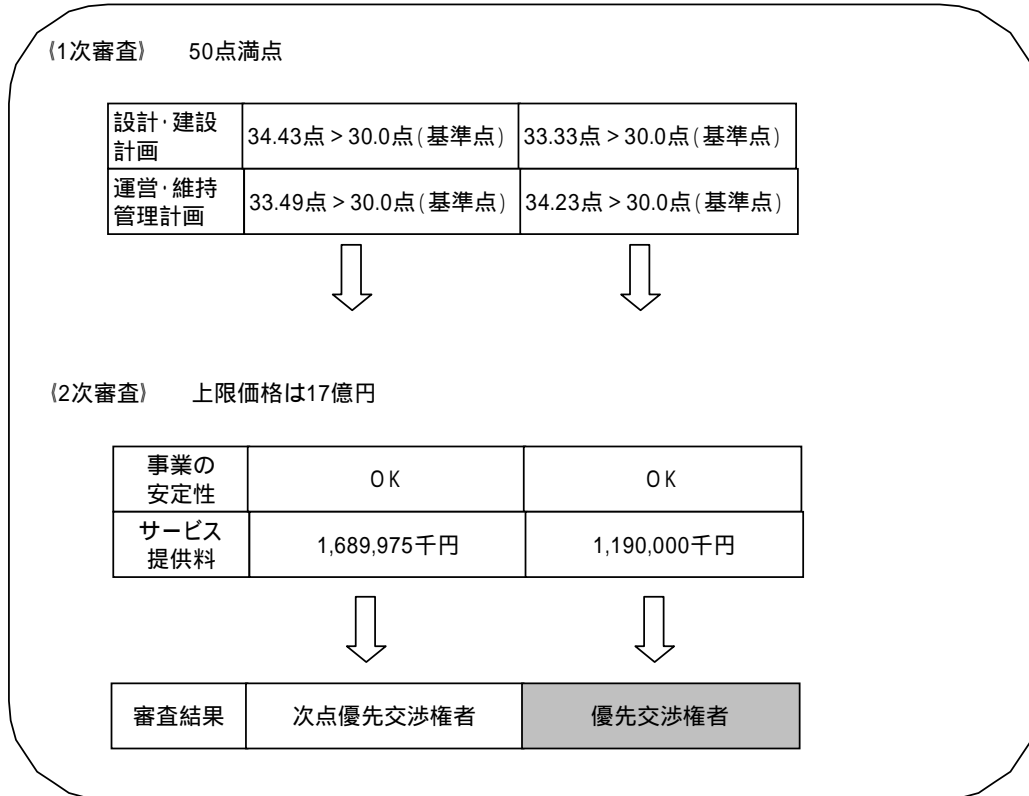 《1次審査》 50点満点
設計・建設
計画
34.43点＞30.0点(基準点)
33.33点＞30.0点(基準点)
運営・維持
管理計画
33.49点＞30.0点(基準点)
34.23点＞30.0点(基準点)
《2次審査》 上限価格は17億円
事業の
安定性
ＯＫ
ＯＫ
サービス
提供料
1,689,975千円
1,190,000千円
審査結果
次点優先交渉権者
優先交渉権者